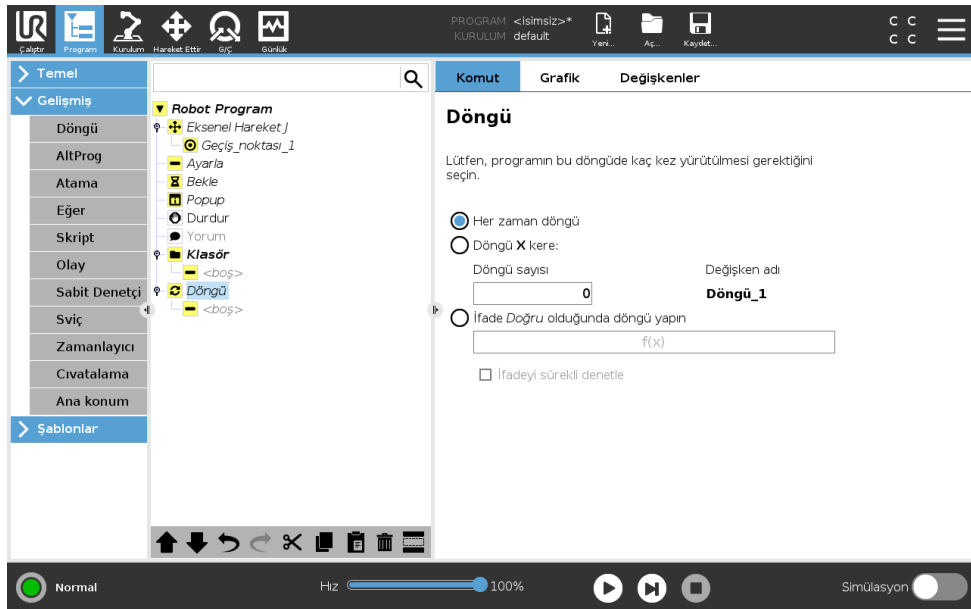 UR
PROGRAM <isimsiz>*
KURULUM default
Çalıştır Program Kurulum Hareket Ettir G/Ç Günlük Yeni... Aç... Kaydet...
C C
C C
Temel
Gelişmiş
Döngü
AltProg
Atama
Eğer
Skript
Olay
Sabit Denetçi
Sviç
Zamanlayıcı
Cıvatalama
Ana konum
Şablonlar
Robot Program
Eksenel Hareket J
Geçiş_noktası_1
Ayarla
Bekle
Popup
Durdur
Yorum
Klasör
<boş>
Döngü
<boş>
Komut Grafik Değişkenler
Döngü
Lütfen, programın bu döngüde kaç kez yürütülmesi gerektiğini
seçin.
Her zaman döngü
Döngü X kere:
Döngü sayısı Değişken adı
0 Döngü_1
İfade Doğru olduğunda döngü yapın
f(x)
İfadeyi sürekli denetle
Normal Hız 100% Simülasyon